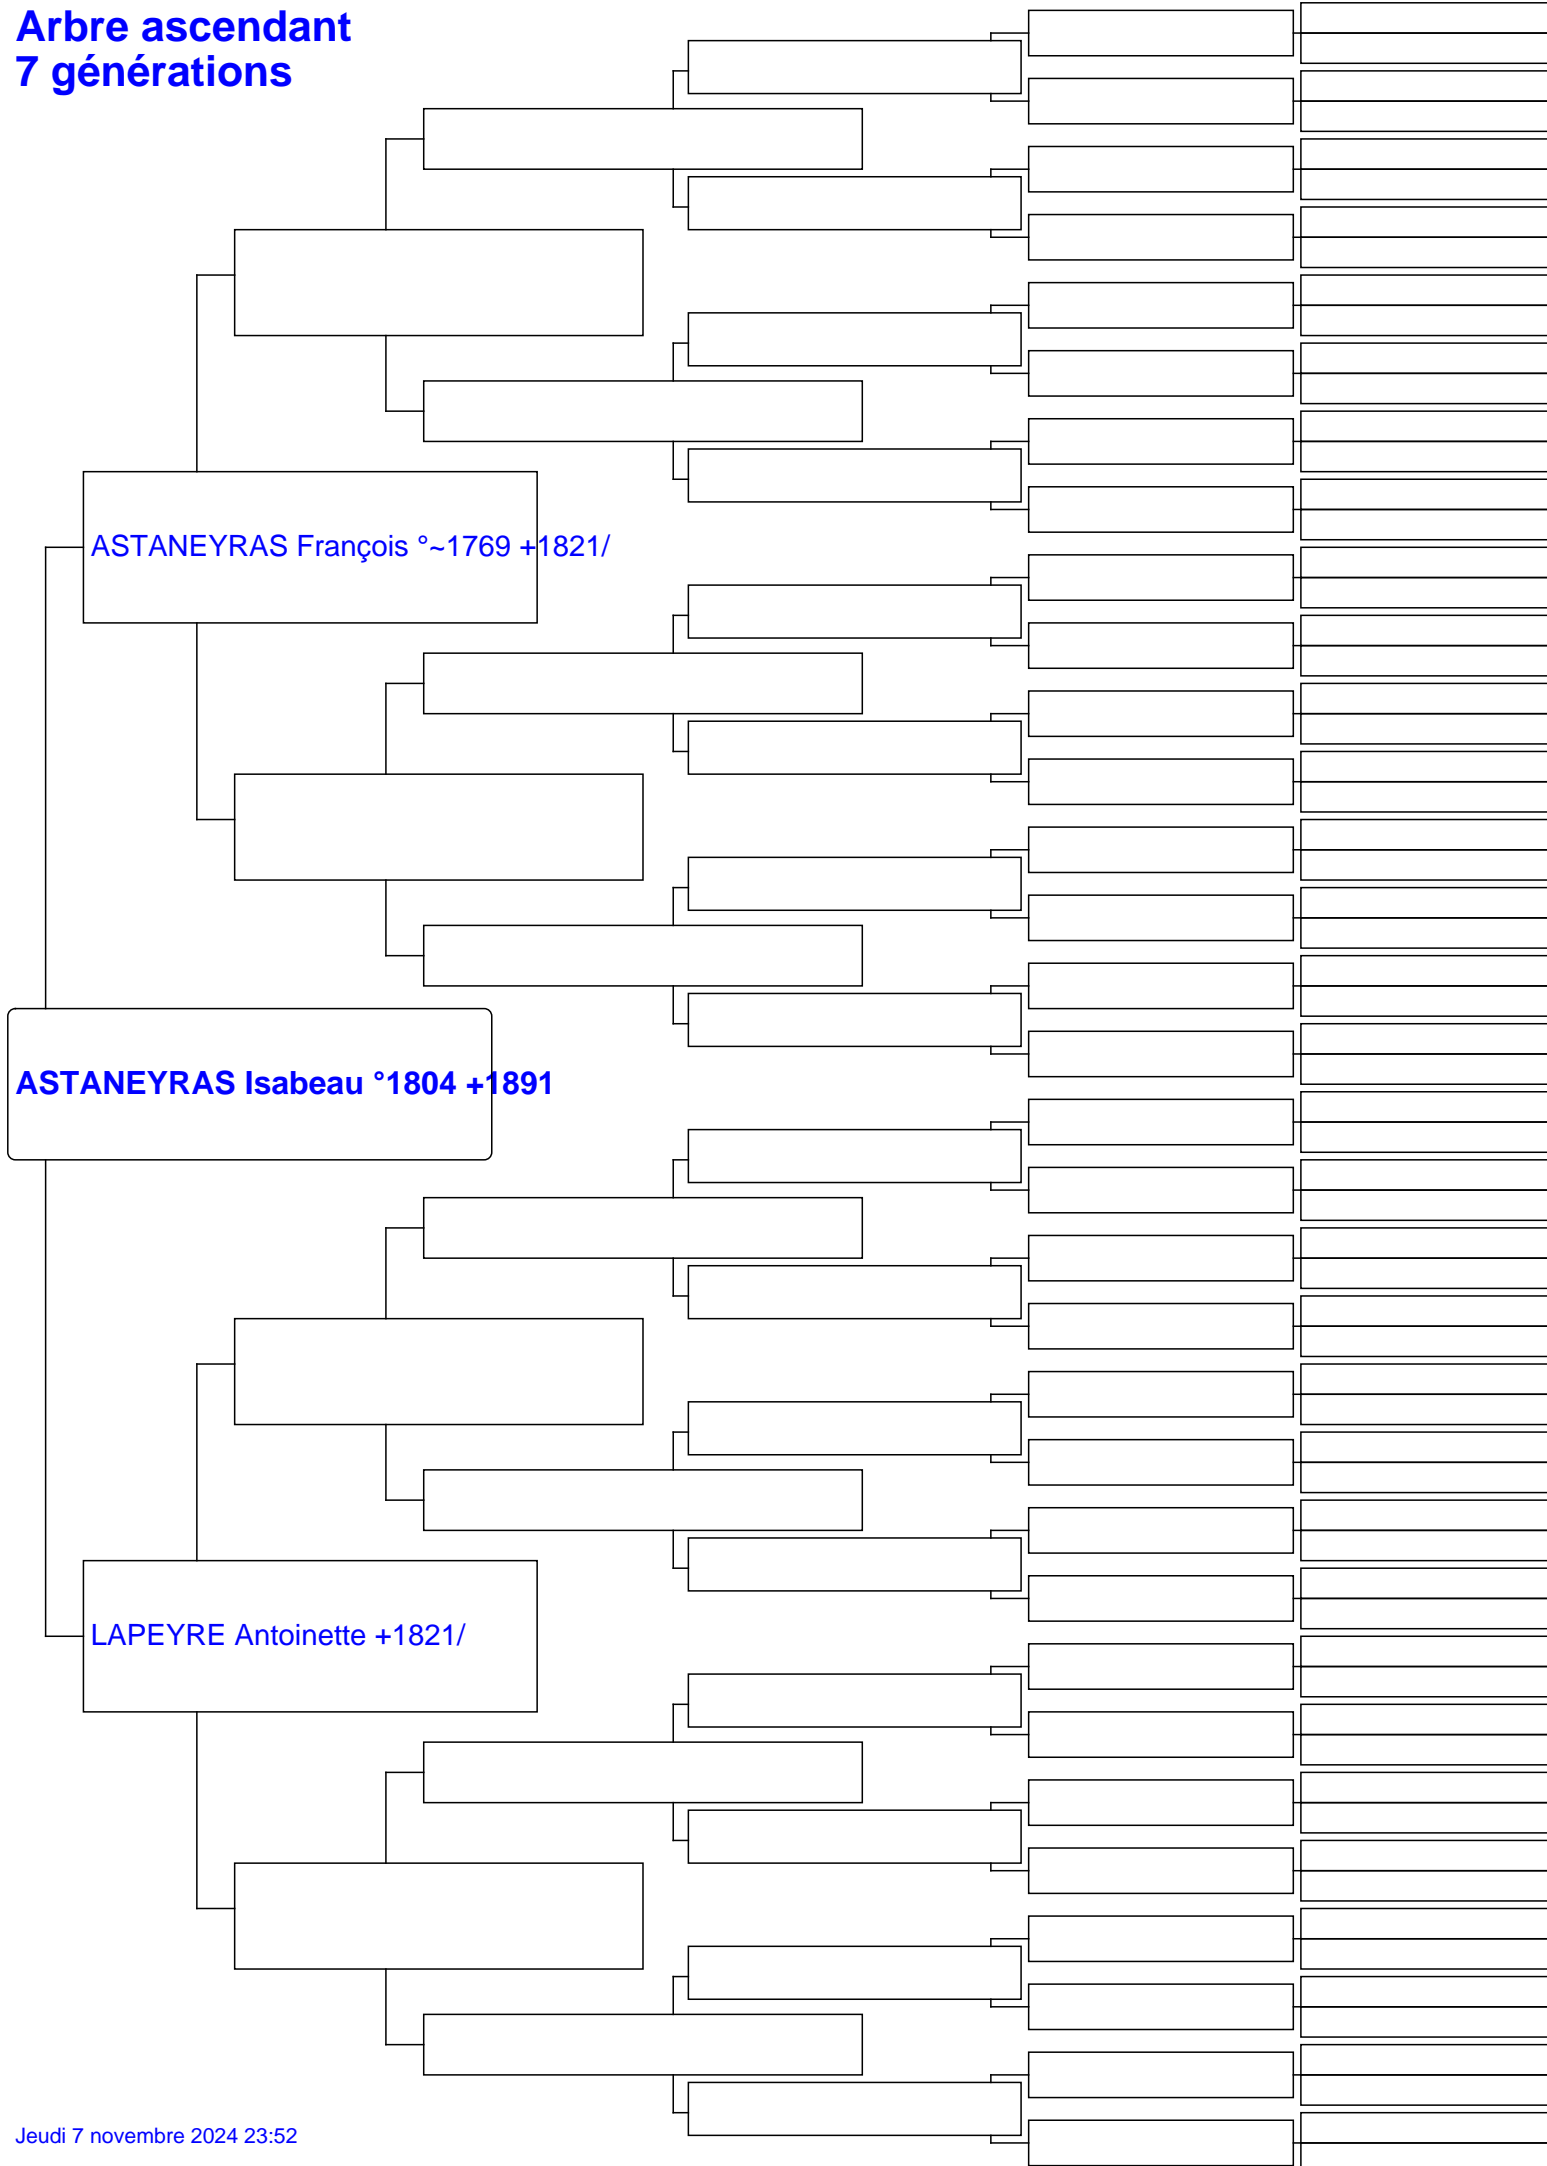 Arbre ascendant
7 générations
ASTANEYRAS François °~1769 +1821/
ASTANEYRAS Isabeau °1804 +1891
LAPEYRE Antoinette +1821/
Jeudi 7 novembre 2024 23:52